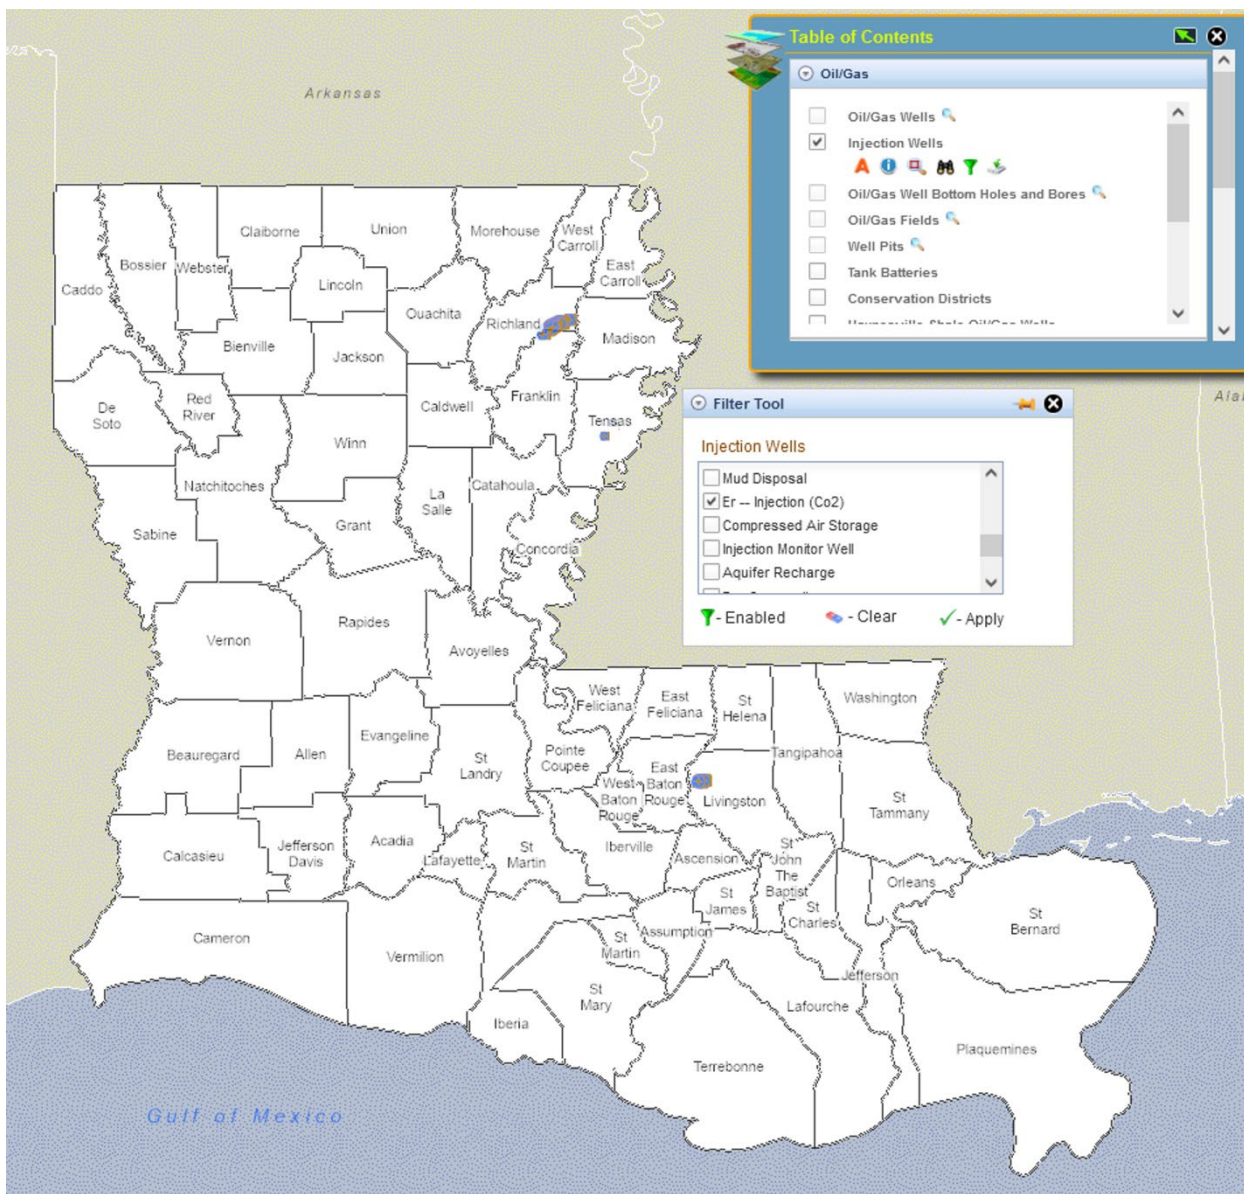 Table of Contents
Oil/Gas
Oil/Gas Wells
Injection Wells
A
Oil/Gas Well Bottom Holes and Bores
Oil/Gas Fields
Well Pits
Tank Batteries
Conservation Districts
Filter Tool
Injection Wells
Mud Disposal
Er -- Injection (Co2)
Compressed Air Storage
Injection Monitor Well
Aquifer Recharge
- Enabled
- Clear
- Apply
Arkansas
Ala
Caddo
Bossier
Webster
Claiborne
Union
Morehouse
West
Carroll
East
Carroll
Lincoln
Ouachita
Richland
Madison
Bienville
Jackson
De
Soto
Red
River
Caldwell
Franklin
Tensas
Winn
Natchitoches
La
Salle
Catahoula
Sabine
Grant
Concordia
Vernon
Rapides
Avoyelles
West
Feliciana
East
Feliciana
St
Helena
Washington
Beauregard
Allen
Evangeline
St
Landry
Pointe
Coupee
Tangipahoa
West
Baton
Rouge
East
Baton
Rouge
Livingston
St
Tammany
Calcasieu
Jefferson
Davis
Acadia
Lafayette
St
Martin
Iberville
Ascension
St
John
The
Baptist
Orleans
St
James
St
Charles
St
Bernard
Cameron
Vermilion
Assumption
St
Martin
Jefferson
St
Mary
Iberia
Lafourche
Terrebonne
Plaquemines
Gulf of Mexico